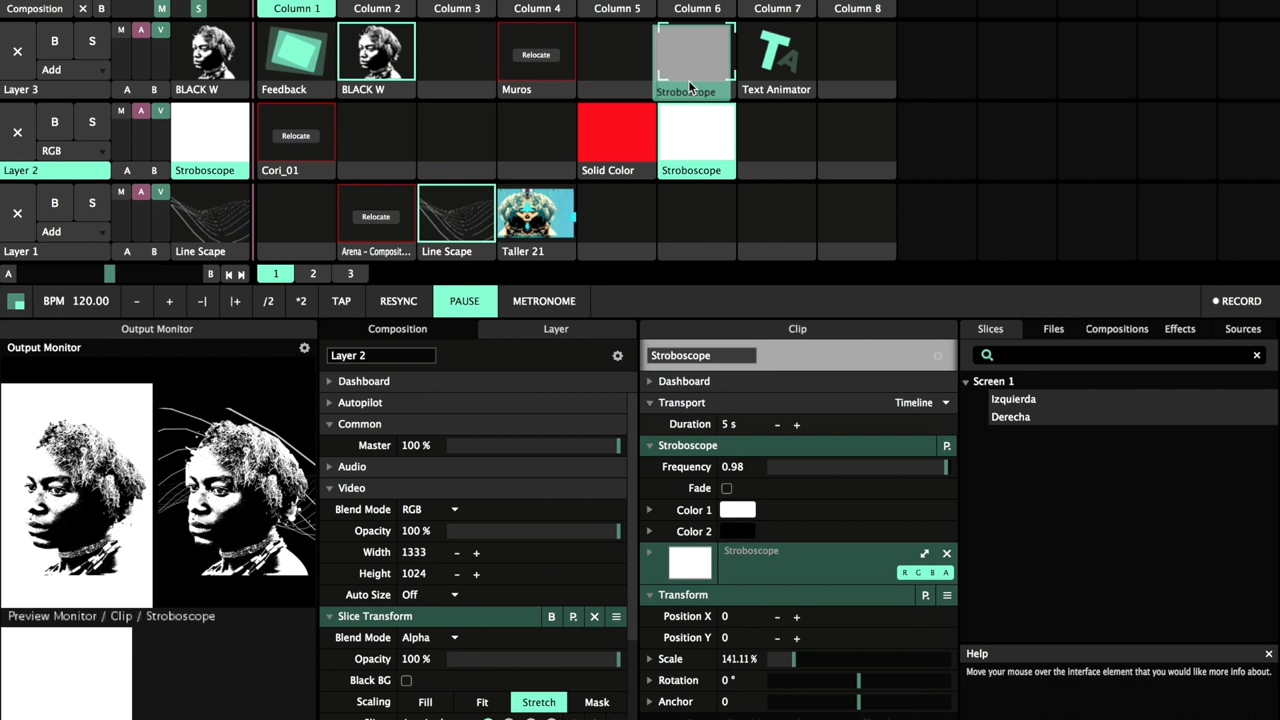 Composition × B M S Column 1 Column 2 Column 3 Column 4 Column 5 Column 6 Column 7 Column 8
× B S M A V
Add Relocate
Layer 3 A B BLACK W Feedback BLACK W Muros Stroboscope Text Animator
× B S M A V
RGB Relocate
Layer 2 A B Stroboscope Cori_01 Solid Color Stroboscope
× B S M A V
Add Relocate
Layer 1 A B Line Scape Arena - Composit... Line Scape Taller 21
A B 1 2 3
BPM 120.00 - + -| |+ /2 *2 TAP RESYNC PAUSE METRONOME RECORD
Output Monitor
Output Monitor
Preview Monitor / Clip / Stroboscope
Composition Layer
Layer 2
Dashboard
Autopilot
Common
Master 100 %
Audio
Video
Blend Mode RGB
Opacity 100 %
Width 1333 - +
Height 1024 - +
Auto Size Off
Slice Transform B P. ×
Blend Mode Alpha
Opacity 100 %
Black BG
Scaling Fill Fit Stretch Mask
Clip
Stroboscope
Dashboard
Transport Timeline
Duration 5 s - +
Stroboscope P.
Frequency 0.98
Fade
Color 1
Color 2
Stroboscope ×
R G B A
Transform P.
Position X 0 - +
Position Y 0 - +
Scale 141.11 %
Rotation 0 °
Anchor 0
Slices Files Compositions Effects Sources
×
Screen 1
Izquierda
Derecha
Help ×
Move your mouse over the interface element that you would like more info about.